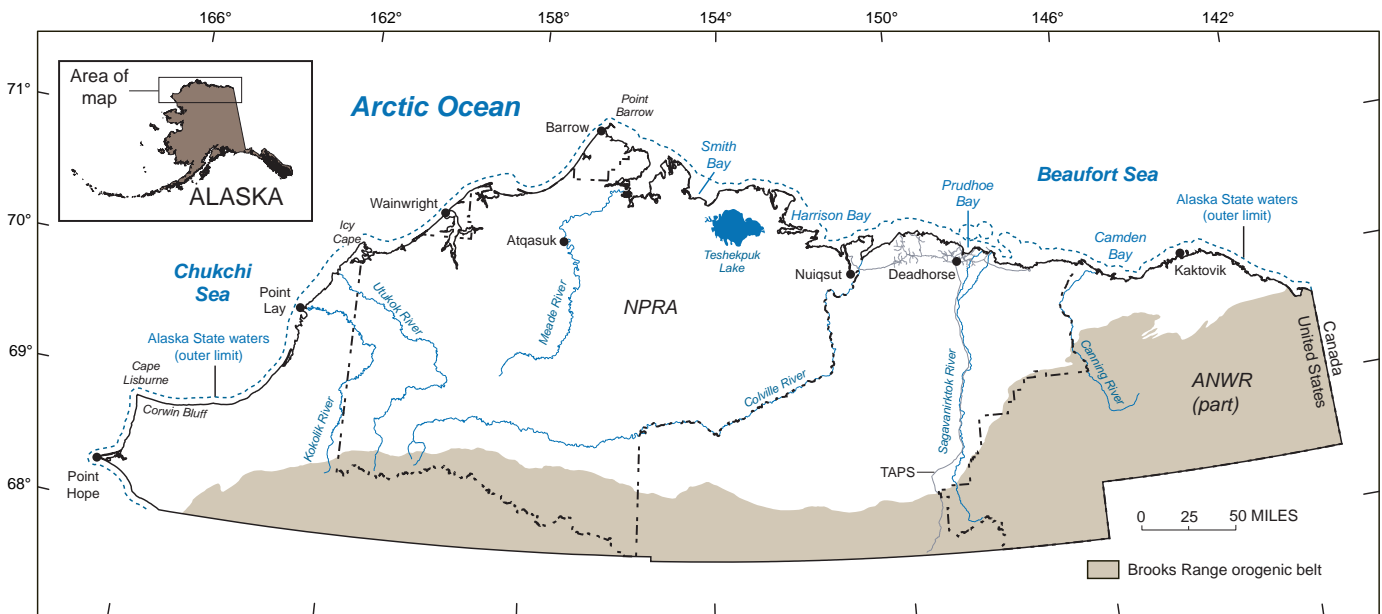 166°
162°
158°
154°
150°
146°
142°
71°
70°
69°
68°
Area of
map
ALASKA
Arctic Ocean
Point
Barrow
Barrow
Smith
Bay
Beaufort Sea
Prudhoe
Bay
Alaska State waters
(outer limit)
Wainwright
Harrison Bay
Icy
Cape
Atqasuk
Teshekpuk
Lake
Camden
Bay
Kaktovik
Nuiqsut
Deadhorse
Chukchi
Sea
Point
Lay
Utukok River
Meade River
NPRA
Alaska State waters
(outer limit)
Cape
Lisburne
Corwin Bluff
Kokolik River
Colville River
Sagavanirktok River
Canning River
ANWR
(part)
Canada
United States
Point
Hope
TAPS
0 25 50 MILES
Brooks Range orogenic belt